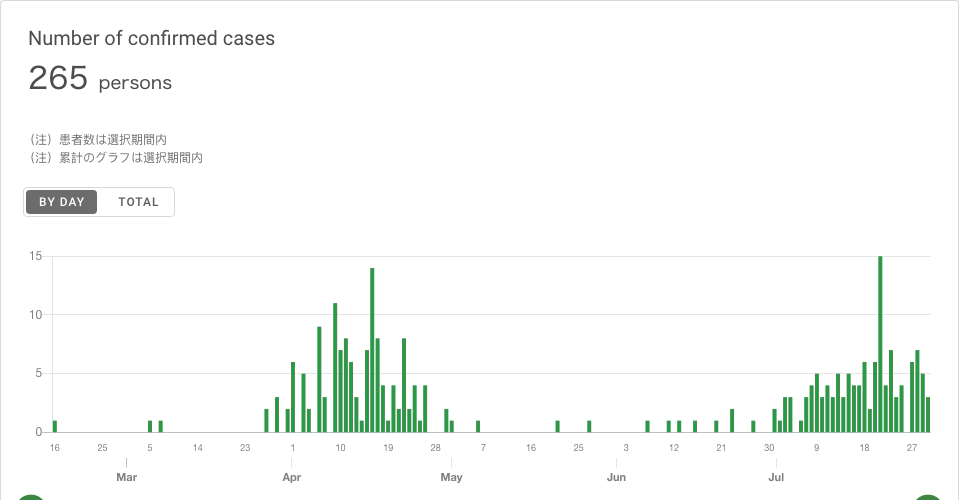 Number of confirmed cases
265 persons
（注）患者数は選択期間内
（注）累計のグラフは選択期間内
BY DAY TOTAL
15
10
5
0
16 25 5 14 23 1 10 19 28 7 16 25 3 12 21 30 9 18 27
Mar Apr May Jun Jul